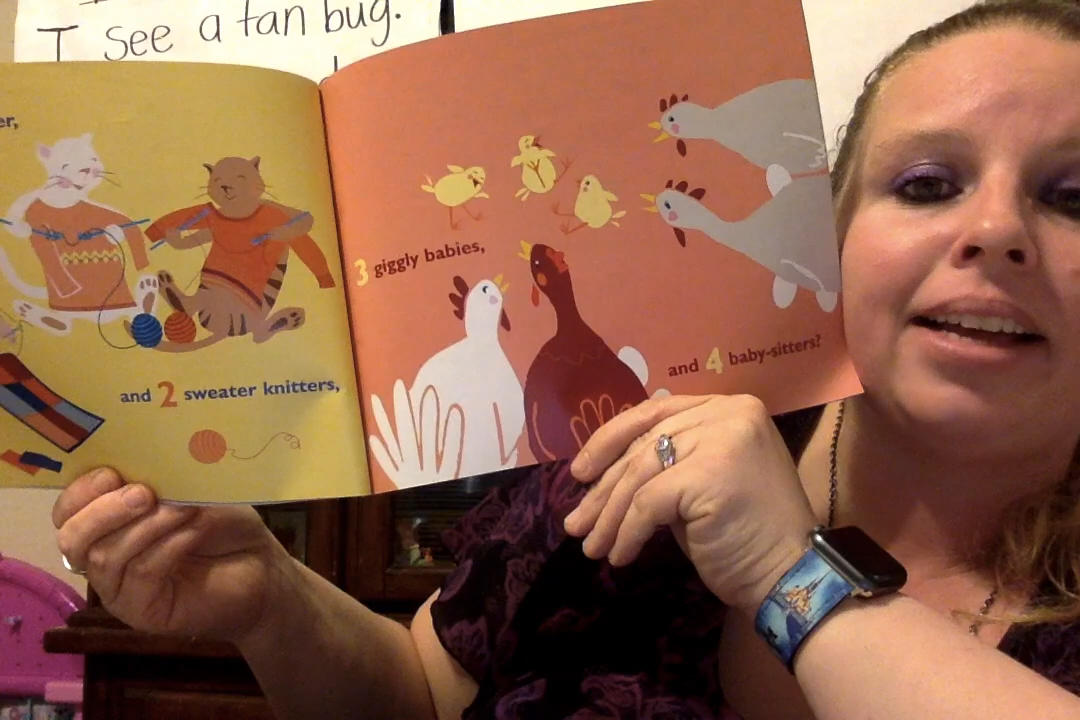 I see a tan bug.
er,
and 2 sweater knitters,
3 giggly babies,
and 4 baby-sitters?